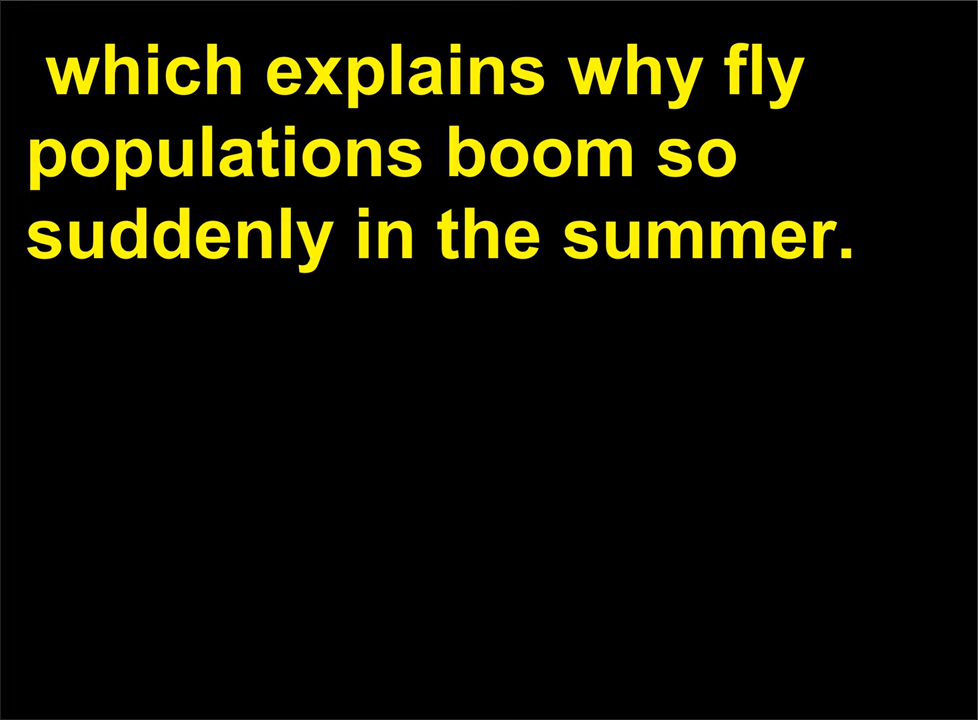 which explains why fly
populations boom so
suddenly in the summer.